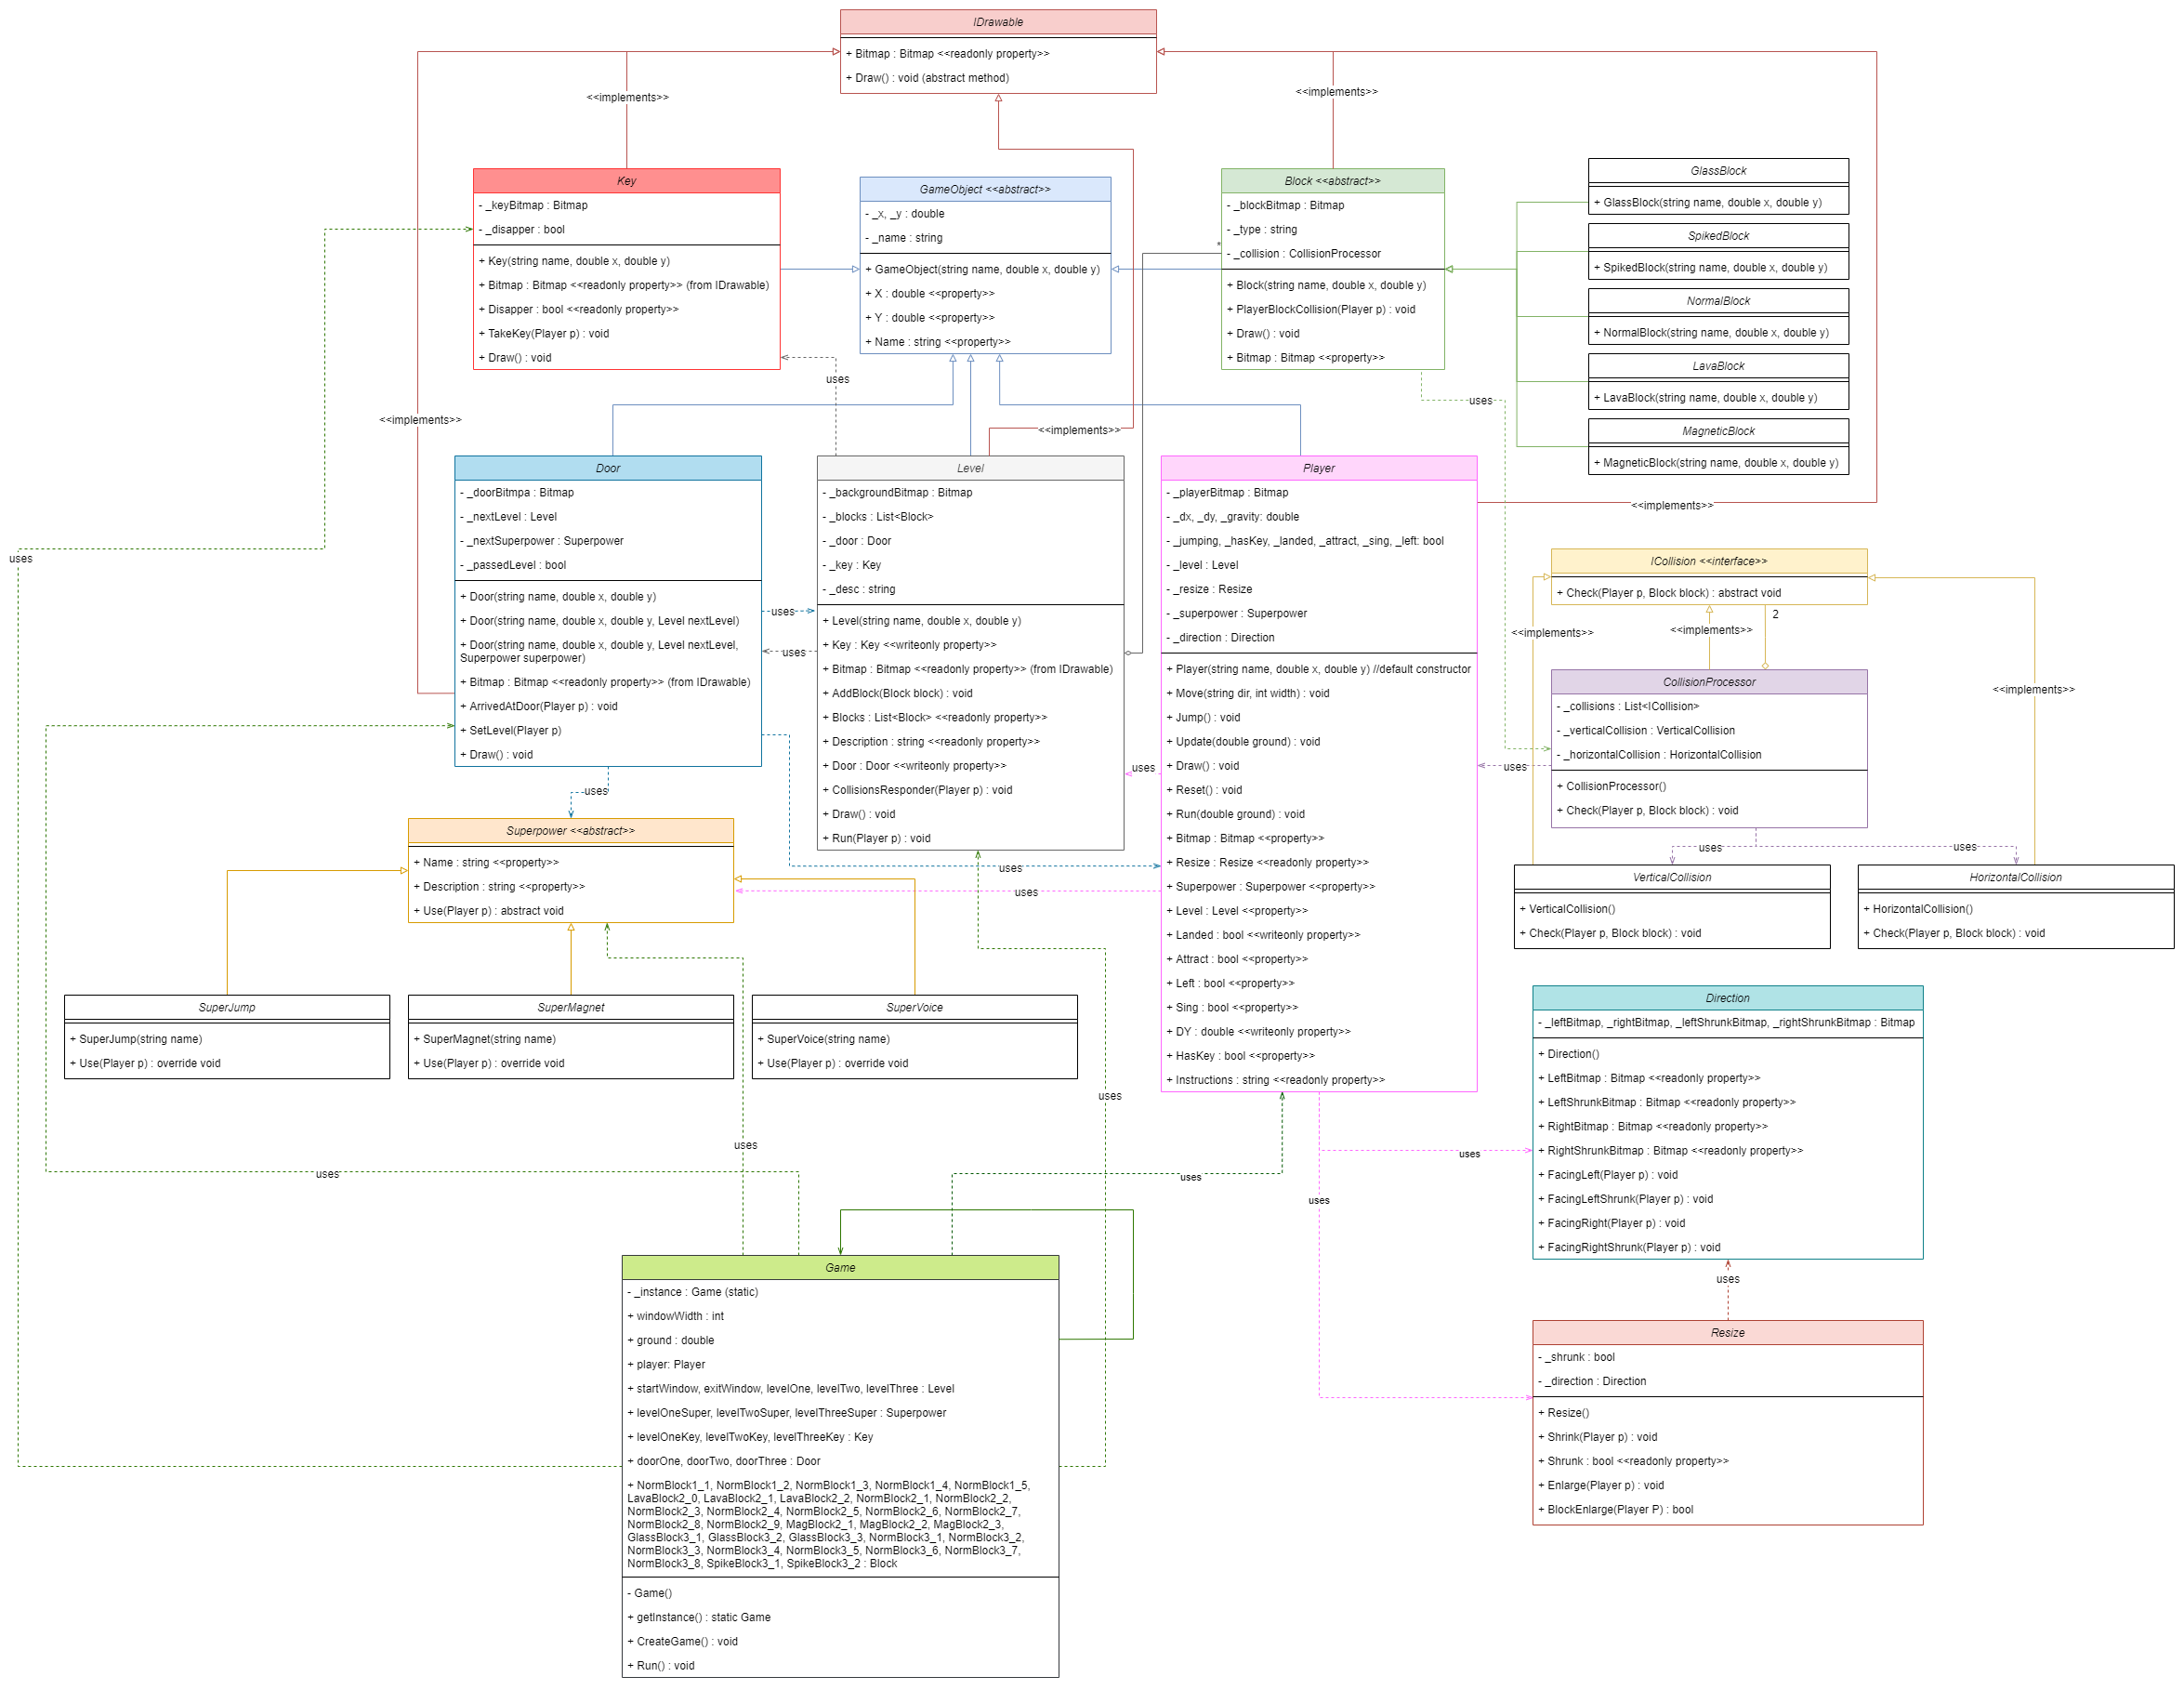 IDrawable
+ Bitmap : Bitmap <<readonly property>>
+ Draw() : void (abstract method)
<<implements>>
<<implements>>
Key
- _keyBitmap : Bitmap
- _disapper : bool
+ Key(string name, double x, double y)
+ Bitmap : Bitmap <<readonly property>> (from IDrawable)
+ Disapper : bool <<readonly property>>
+ TakeKey(Player p) : void
+ Draw() : void
GameObject <<abstract>>
- _x, _y : double
- _name : string
+ GameObject(string name, double x, double y)
+ X : double <<property>>
+ Y : double <<property>>
+ Name : string <<property>>
Block <<abstract>>
- _blockBitmap : Bitmap
- _type : string
- _collision : CollisionProcessor
+ Block(string name, double x, double y)
+ PlayerBlockCollision(Player p) : void
+ Draw() : void
+ Bitmap : Bitmap <<property>>
*
GlassBlock
+ GlassBlock(string name, double x, double y)
SpikedBlock
+ SpikedBlock(string name, double x, double y)
NormalBlock
+ NormalBlock(string name, double x, double y)
LavaBlock
+ LavaBlock(string name, double x, double y)
MagneticBlock
+ MagneticBlock(string name, double x, double y)
uses
uses
<<implements>>
<<implements>>
<<implements>>
uses
Door
- _doorBitmpa : Bitmap
- _nextLevel : Level
- _nextSuperpower : Superpower
- _passedLevel : bool
+ Door(string name, double x, double y)
+ Door(string name, double x, double y, Level nextLevel)
+ Door(string name, double x, double y, Level nextLevel,
Superpower superpower)
+ Bitmap : Bitmap <<readonly property>> (from IDrawable)
+ ArrivedAtDoor(Player p) : void
+ SetLevel(Player p)
+ Draw() : void
uses
uses
Level
- _backgroundBitmap : Bitmap
- _blocks : List<Block>
- _door : Door
- _key : Key
- _desc : string
+ Level(string name, double x, double y)
+ Key : Key <<writeonly property>>
+ Bitmap : Bitmap <<readonly property>> (from IDrawable)
+ AddBlock(Block block) : void
+ Blocks : List<Block> <<readonly property>>
+ Description : string <<readonly property>>
+ Door : Door <<writeonly property>>
+ CollisionsResponder(Player p) : void
+ Draw() : void
+ Run(Player p) : void
uses
Player
- _playerBitmap : Bitmap
- _dx, _dy, _gravity: double
- _jumping, _hasKey, _landed, _attract, _sing, _left: bool
- _level : Level
- _resize : Resize
- _superpower : Superpower
- _direction : Direction
+ Player(string name, double x, double y) //default constructor
+ Move(string dir, int width) : void
+ Jump() : void
+ Update(double ground) : void
+ Draw() : void
+ Reset() : void
+ Run(double ground) : void
+ Bitmap : Bitmap <<property>>
+ Resize : Resize <<readonly property>>
+ Superpower : Superpower <<property>>
+ Level : Level <<property>>
+ Landed : bool <<writeonly property>>
+ Attract : bool <<property>>
+ Left : bool <<property>>
+ Sing : bool <<property>>
+ DY : double <<writeonly property>>
+ HasKey : bool <<property>>
+ Instructions : string <<readonly property>>
ICollision <<interface>>
+ Check(Player p, Block block) : abstract void
2
<<implements>>
<<implements>>
<<implements>>
CollisionProcessor
- _collisions : List<ICollision>
- _verticalCollision : VerticalCollision
- _horizontalCollision : HorizontalCollision
+ CollisionProcessor()
+ Check(Player p, Block block) : void
uses
uses
uses
VerticalCollision
+ VerticalCollision()
+ Check(Player p, Block block) : void
HorizontalCollision
+ HorizontalCollision()
+ Check(Player p, Block block) : void
uses
Superpower <<abstract>>
+ Name : string <<property>>
+ Description : string <<property>>
+ Use(Player p) : abstract void
uses
uses
SuperJump
+ SuperJump(string name)
+ Use(Player p) : override void
SuperMagnet
+ SuperMagnet(string name)
+ Use(Player p) : override void
SuperVoice
+ SuperVoice(string name)
+ Use(Player p) : override void
Direction
- _leftBitmap, _rightBitmap, _leftShrunkBitmap, _rightShrunkBitmap : Bitmap
+ Direction()
+ LeftBitmap : Bitmap <<readonly property>>
+ LeftShrunkBitmap : Bitmap <<readonly property>>
+ RightBitmap : Bitmap <<readonly property>>
+ RightShrunkBitmap : Bitmap <<readonly property>>
+ FacingLeft(Player p) : void
+ FacingLeftShrunk(Player p) : void
+ FacingRight(Player p) : void
+ FacingRightShrunk(Player p) : void
uses
uses
uses
uses
uses
uses
uses
Game
- _instance : Game (static)
+ windowWidth : int
+ ground : double
+ player: Player
+ startWindow, exitWindow, levelOne, levelTwo, levelThree : Level
+ levelOneSuper, levelTwoSuper, levelThreeSuper : Superpower
+ levelOneKey, levelTwoKey, levelThreeKey : Key
+ doorOne, doorTwo, doorThree : Door
+ NormBlock1_1, NormBlock1_2, NormBlock1_3, NormBlock1_4, NormBlock1_5,
LavaBlock2_0, LavaBlock2_1, LavaBlock2_2, NormBlock2_1, NormBlock2_2,
NormBlock2_3, NormBlock2_4, NormBlock2_5, NormBlock2_6, NormBlock2_7,
NormBlock2_8, NormBlock2_9, MagBlock2_1, MagBlock2_2, MagBlock2_3,
GlassBlock3_1, GlassBlock3_2, GlassBlock3_3, NormBlock3_1, NormBlock3_2,
NormBlock3_3, NormBlock3_4, NormBlock3_5, NormBlock3_6, NormBlock3_7,
NormBlock3_8, SpikeBlock3_1, SpikeBlock3_2 : Block
- Game()
+ getInstance() : static Game
+ CreateGame() : void
+ Run() : void
Resize
- _shrunk : bool
- _direction : Direction
+ Resize()
+ Shrink(Player p) : void
+ Shrunk : bool <<readonly property>>
+ Enlarge(Player p) : void
+ BlockEnlarge(Player P) : bool